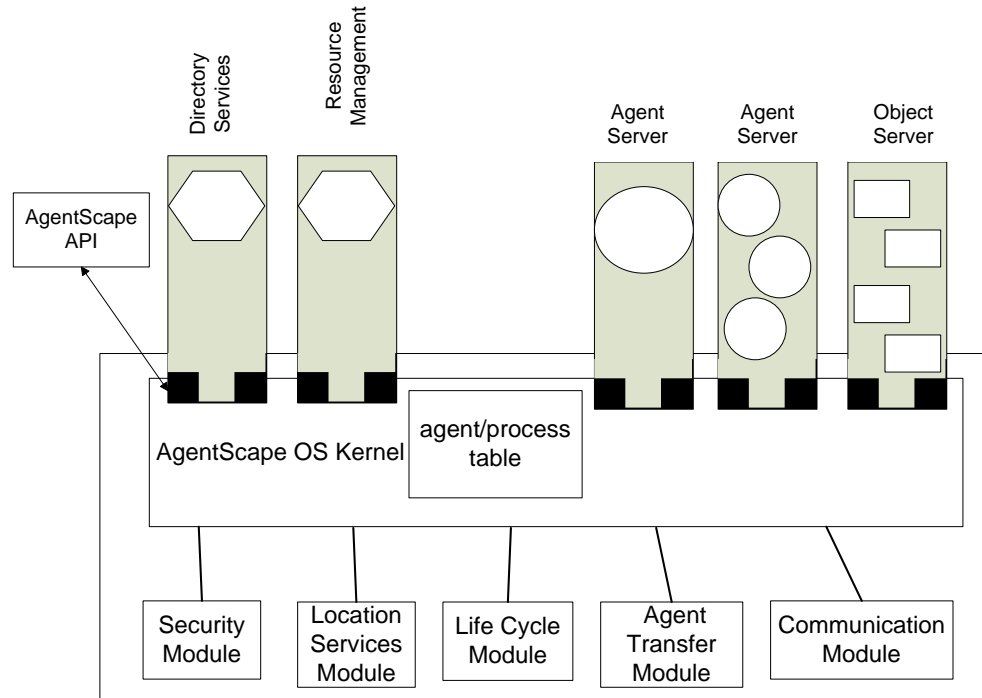 Directory
Services
Resource
Management
Agent
Server
Agent
Server
Object
Server
AgentScape
API
AgentScape OS Kernel
agent/process
table
Security
Module
Location
Services
Module
Life Cycle
Module
Agent
Transfer
Module
Communication
Module